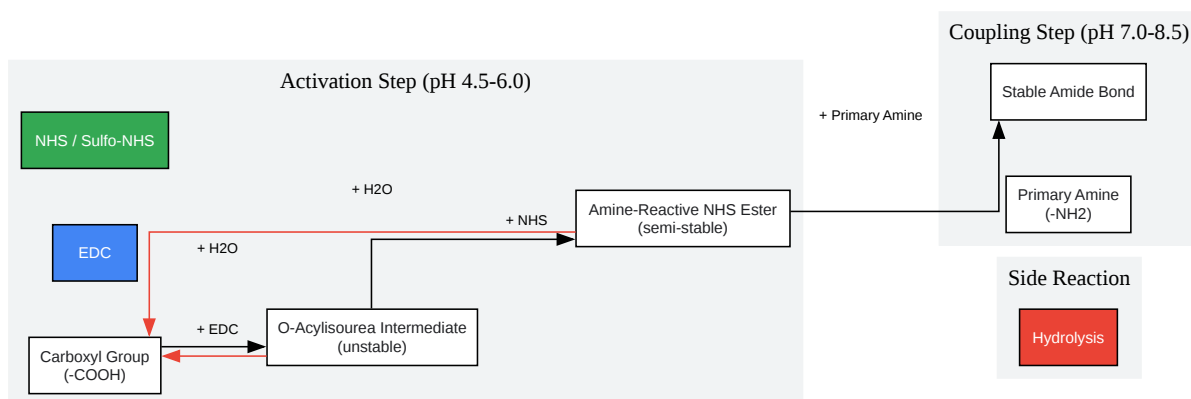 Coupling Step (pH 7.0-8.5)
Stable Amide Bond
+ Primary Amine
Primary Amine
(-NH2)
Activation Step (pH 4.5-6.0)
NHS / Sulfo-NHS
+ H2O
+ NHS
Amine-Reactive NHS Ester
(semi-stable)
EDC
+ H2O
Side Reaction
Hydrolysis
+ EDC
O-Acylisourea Intermediate
(unstable)
Carboxyl Group
(-COOH)